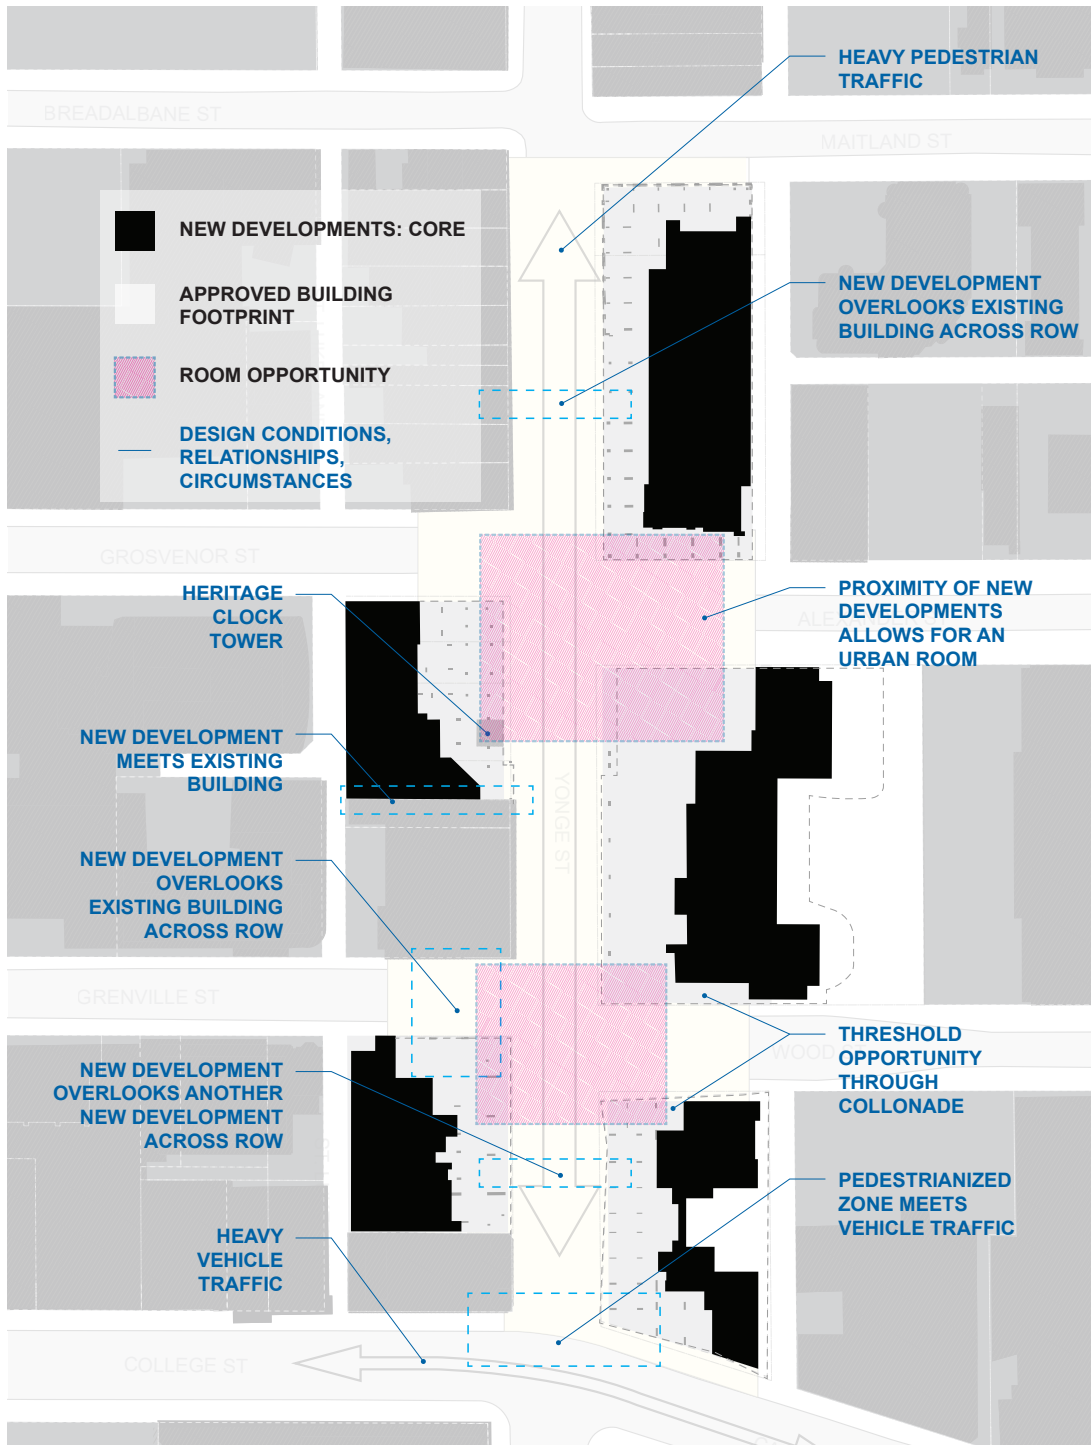 HEAVY PEDESTRIAN
TRAFFIC
BREADALBANE ST
MAITLAND ST
NEW DEVELOPMENTS: CORE
APPROVED BUILDING
FOOTPRINT
ROOM OPPORTUNITY
DESIGN CONDITIONS,
RELATIONSHIPS,
CIRCUMSTANCES
NEW DEVELOPMENT
OVERLOOKS EXISTING
BUILDING ACROSS ROW
GROSVENOR ST
HERITAGE
CLOCK
TOWER
PROXIMITY OF NEW
DEVELOPMENTS
ALLOWS FOR AN
URBAN ROOM
ALEXANDER ST
NEW DEVELOPMENT
MEETS EXISTING
BUILDING
YONGE ST
NEW DEVELOPMENT
OVERLOOKS
EXISTING BUILDING
ACROSS ROW
GRENVILLE ST
THRESHOLD
OPPORTUNITY
THROUGH
COLLONADE
WOOD ST
NEW DEVELOPMENT
OVERLOOKS ANOTHER
NEW DEVELOPMENT
ACROSS ROW
PEDESTRIANIZED
ZONE MEETS
VEHICLE TRAFFIC
HEAVY
VEHICLE
TRAFFIC
COLLEGE ST